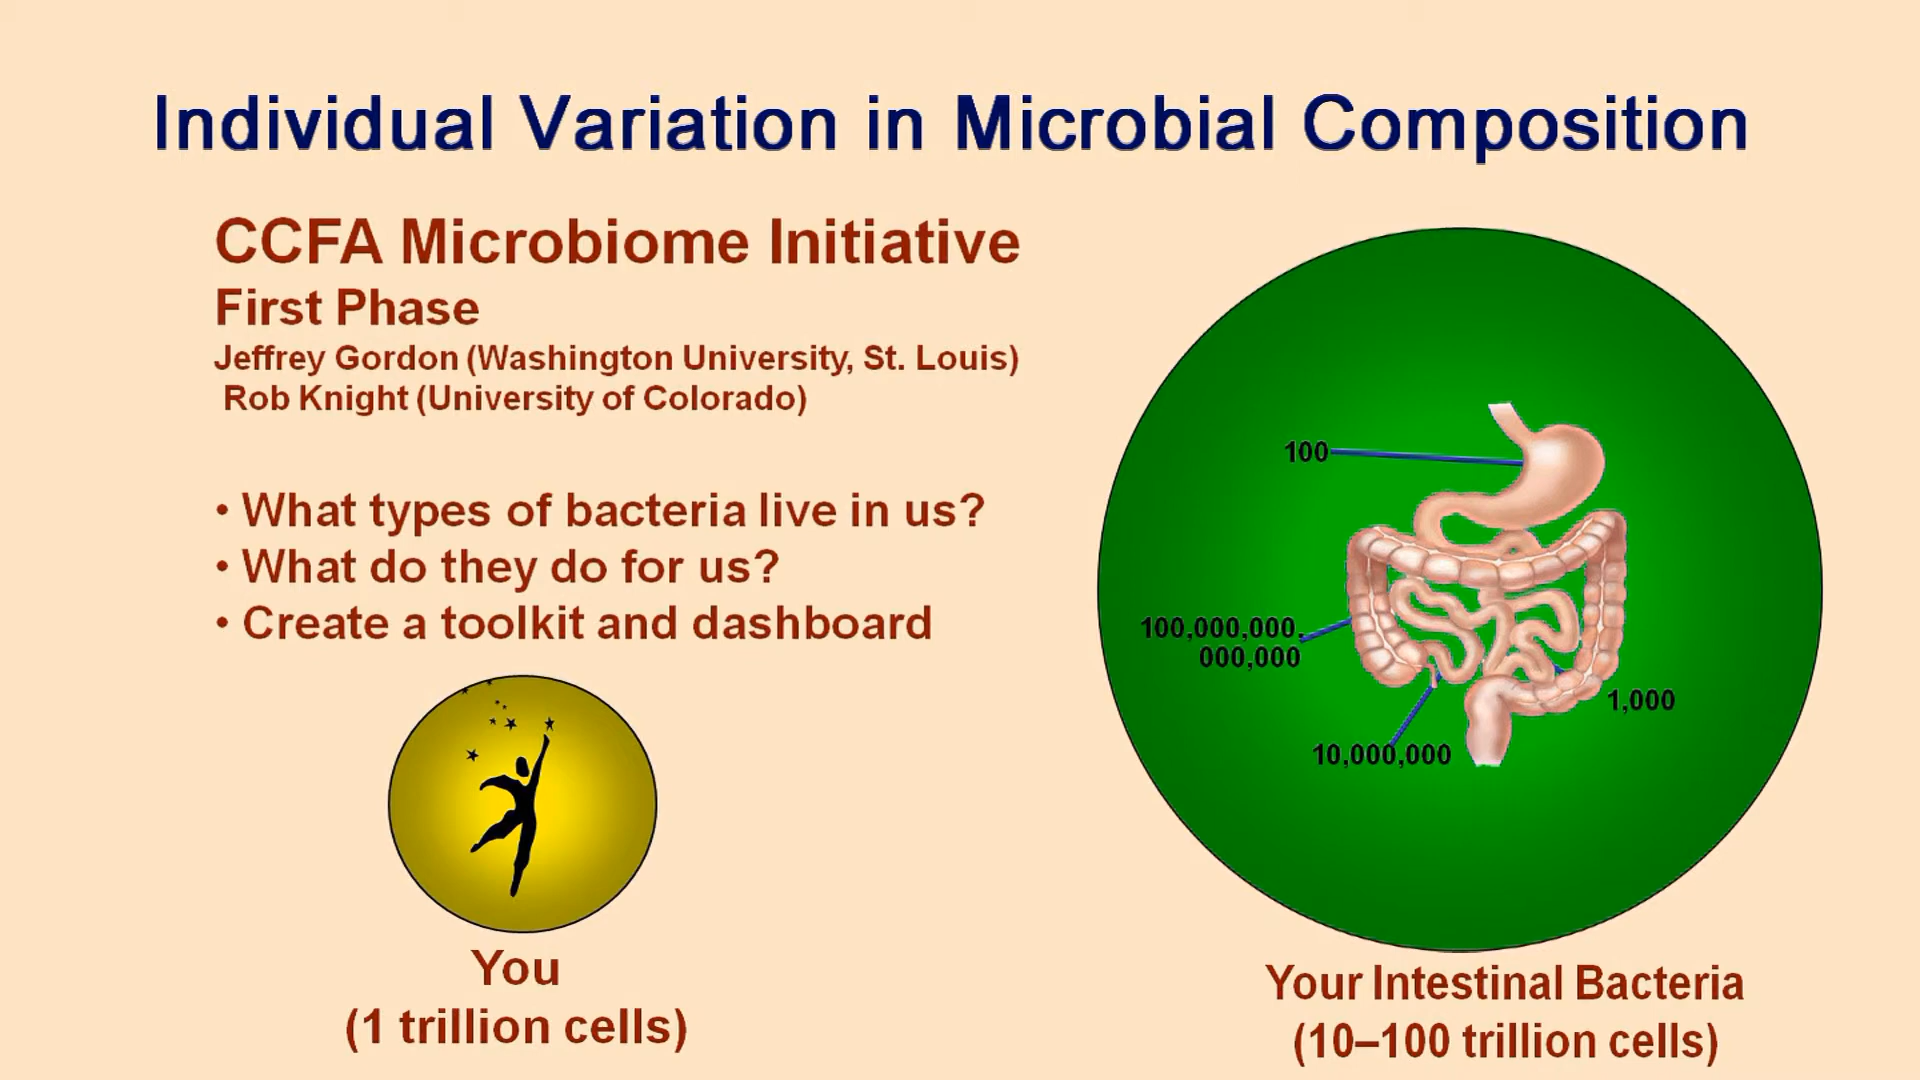 Individual Variation in Microbial Composition
CCFA Microbiome Initiative
First Phase
Jeffrey Gordon (Washington University, St. Louis)
Rob Knight (University of Colorado)
• What types of bacteria live in us?
• What do they do for us?
• Create a toolkit and dashboard
You
(1 trillion cells)
100
100,000,000,
000,000
1,000
10,000,000
Your Intestinal Bacteria
(10–100 trillion cells)